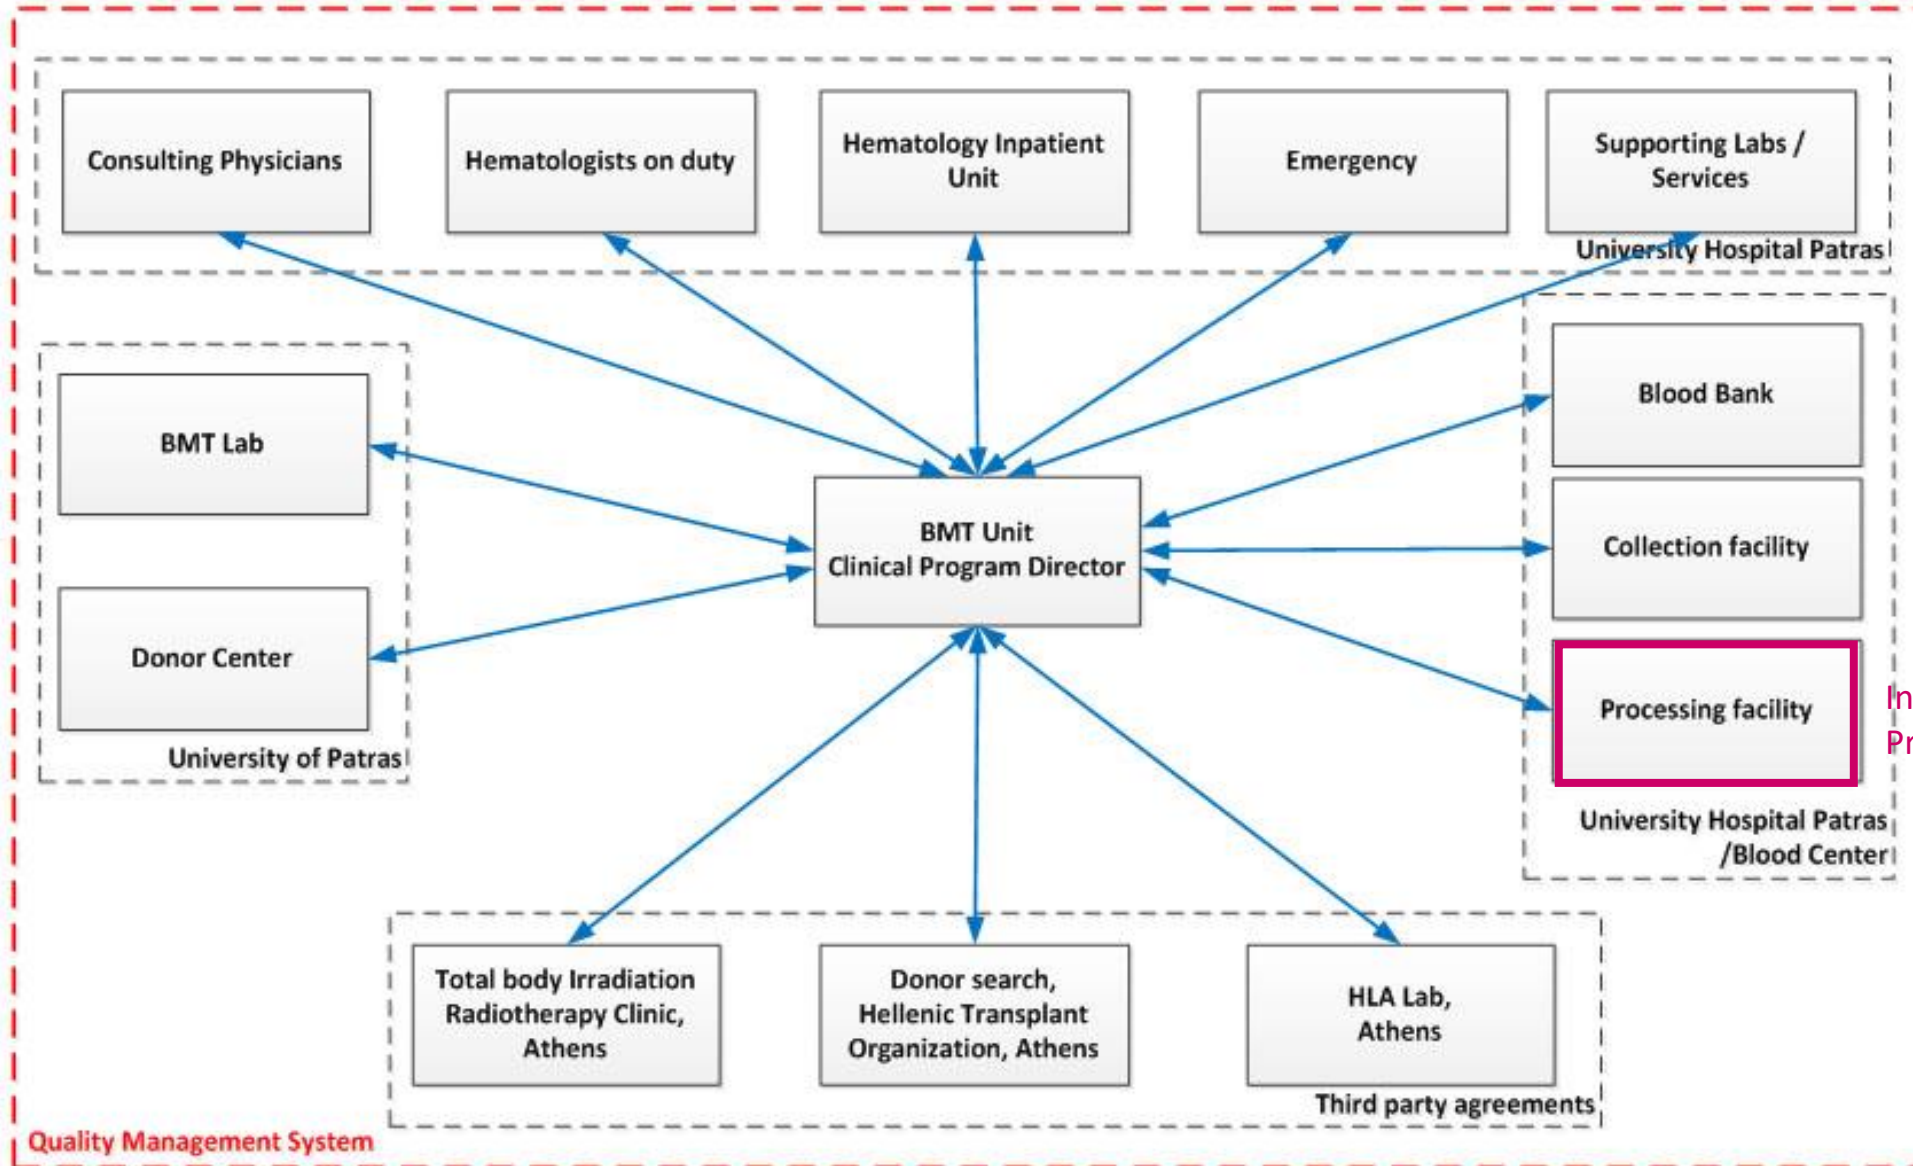 Consulting Physicians
Hematologists on duty
Hematology Inpatient
Unit
Emergency
Supporting Labs /
Services
University Hospital Patras
BMT Lab
Donor Center
University of Patras
BMT Unit
Clinical Program Director
Blood Bank
Collection facility
Processing facility
In
Pr
University Hospital Patras
/Blood Center
Total body Irradiation
Radiotherapy Clinic,
Athens
Donor search,
Hellenic Transplant
Organization, Athens
HLA Lab,
Athens
Third party agreements
Quality Management System